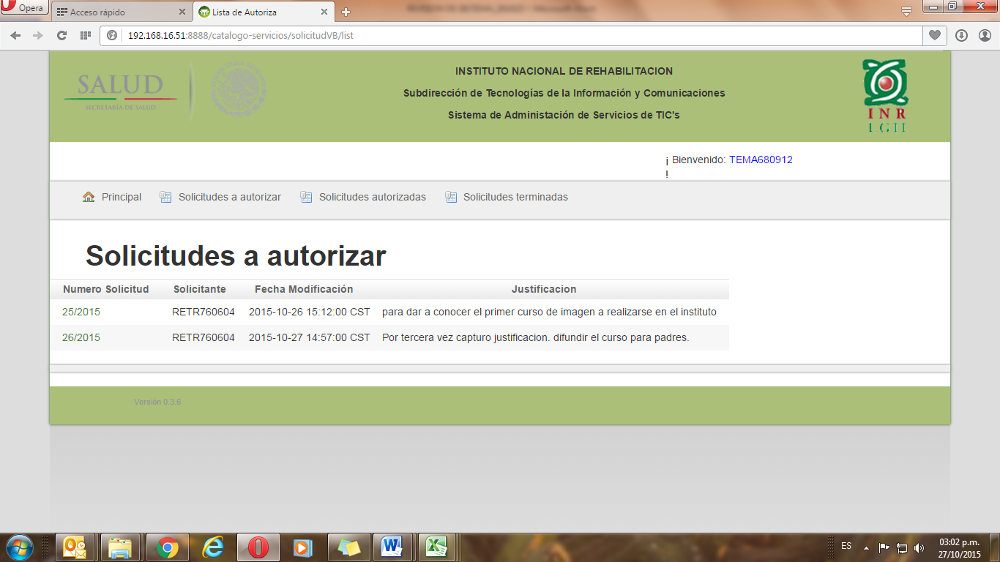 Opera
Acceso rápido
Lista de Autoriza
192.168.16.51:8888/catalogo-servicios/solicitudVB/list
SALUD
SECRETARÍA DE SALUD
INSTITUTO NACIONAL DE REHABILITACION
Subdirección de Tecnologías de la Información y Comunicaciones
Sistema de Administación de Servicios de TIC's
INR
LGII
¡ Bienvenido: TEMA680912
!
Principal Solicitudes a autorizar Solicitudes autorizadas Solicitudes terminadas
Solicitudes a autorizar
Numero Solicitud Solicitante Fecha Modificación Justificacion
25/2015 RETR760604 2015-10-26 15:12:00 CST para dar a conocer el primer curso de imagen a realizarse en el instituto
26/2015 RETR760604 2015-10-27 14:57:00 CST Por tercera vez capturo justificacion. difundir el curso para padres.
Versión 0.3.6
ES
03:02 p.m.
27/10/2015